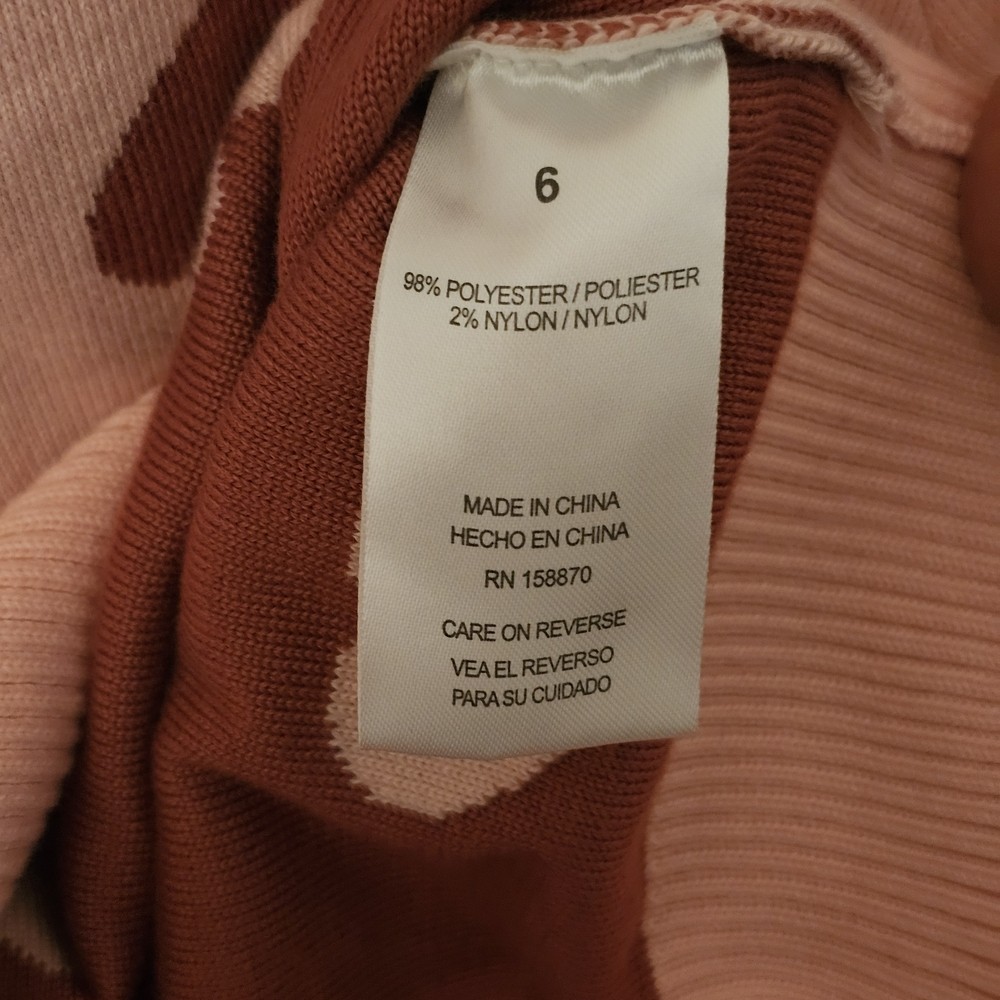 6
98% POLYESTER / POLIESTER
2% NYLON / NYLON
MADE IN CHINA
HECHO EN CHINA
RN 158870
CARE ON REVERSE
VEA EL REVERSO
PARA SU CUIDADO